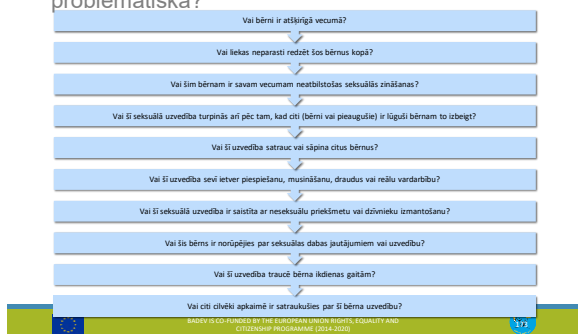 problemātiska?
Vai bērni ir atšķirīgā vecumā?
Vai liekas neparasti redzēt šos bērnus kopā?
Vai šim bērnam ir savam vecumam neatbilstošas seksuālās zināšanas?
Vai šī seksuālā uzvedība turpinās arī pēc tam, kad citi (bērni vai pieaugušie) ir lūguši bērnam to izbeigt?
Vai šī uzvedība satrauc vai sāpina citus bērnus?
Vai šī uzvedība sevī ietver piespiešanu, musināšanu, draudus vai reālu vardarbību?
Vai šī seksuālā uzvedība ir saistīta ar neseksuālu priekšmetu vai dzīvnieku izmantošanu?
Vai šis bērns ir norūpējies par seksuālas dabas jautājumiem vai uzvedību?
Vai šī uzvedība traucē bērna ikdienas gaitām?
Vai citi cilvēki apkaimē ir satraukušies par šī bērna uzvedību?
BADEV IS CO-FUNDED BY THE EUROPEAN UNION RIGHTS, EQUALITY AND
CITIZENSHIP PROGRAMME (2014-2020)
173